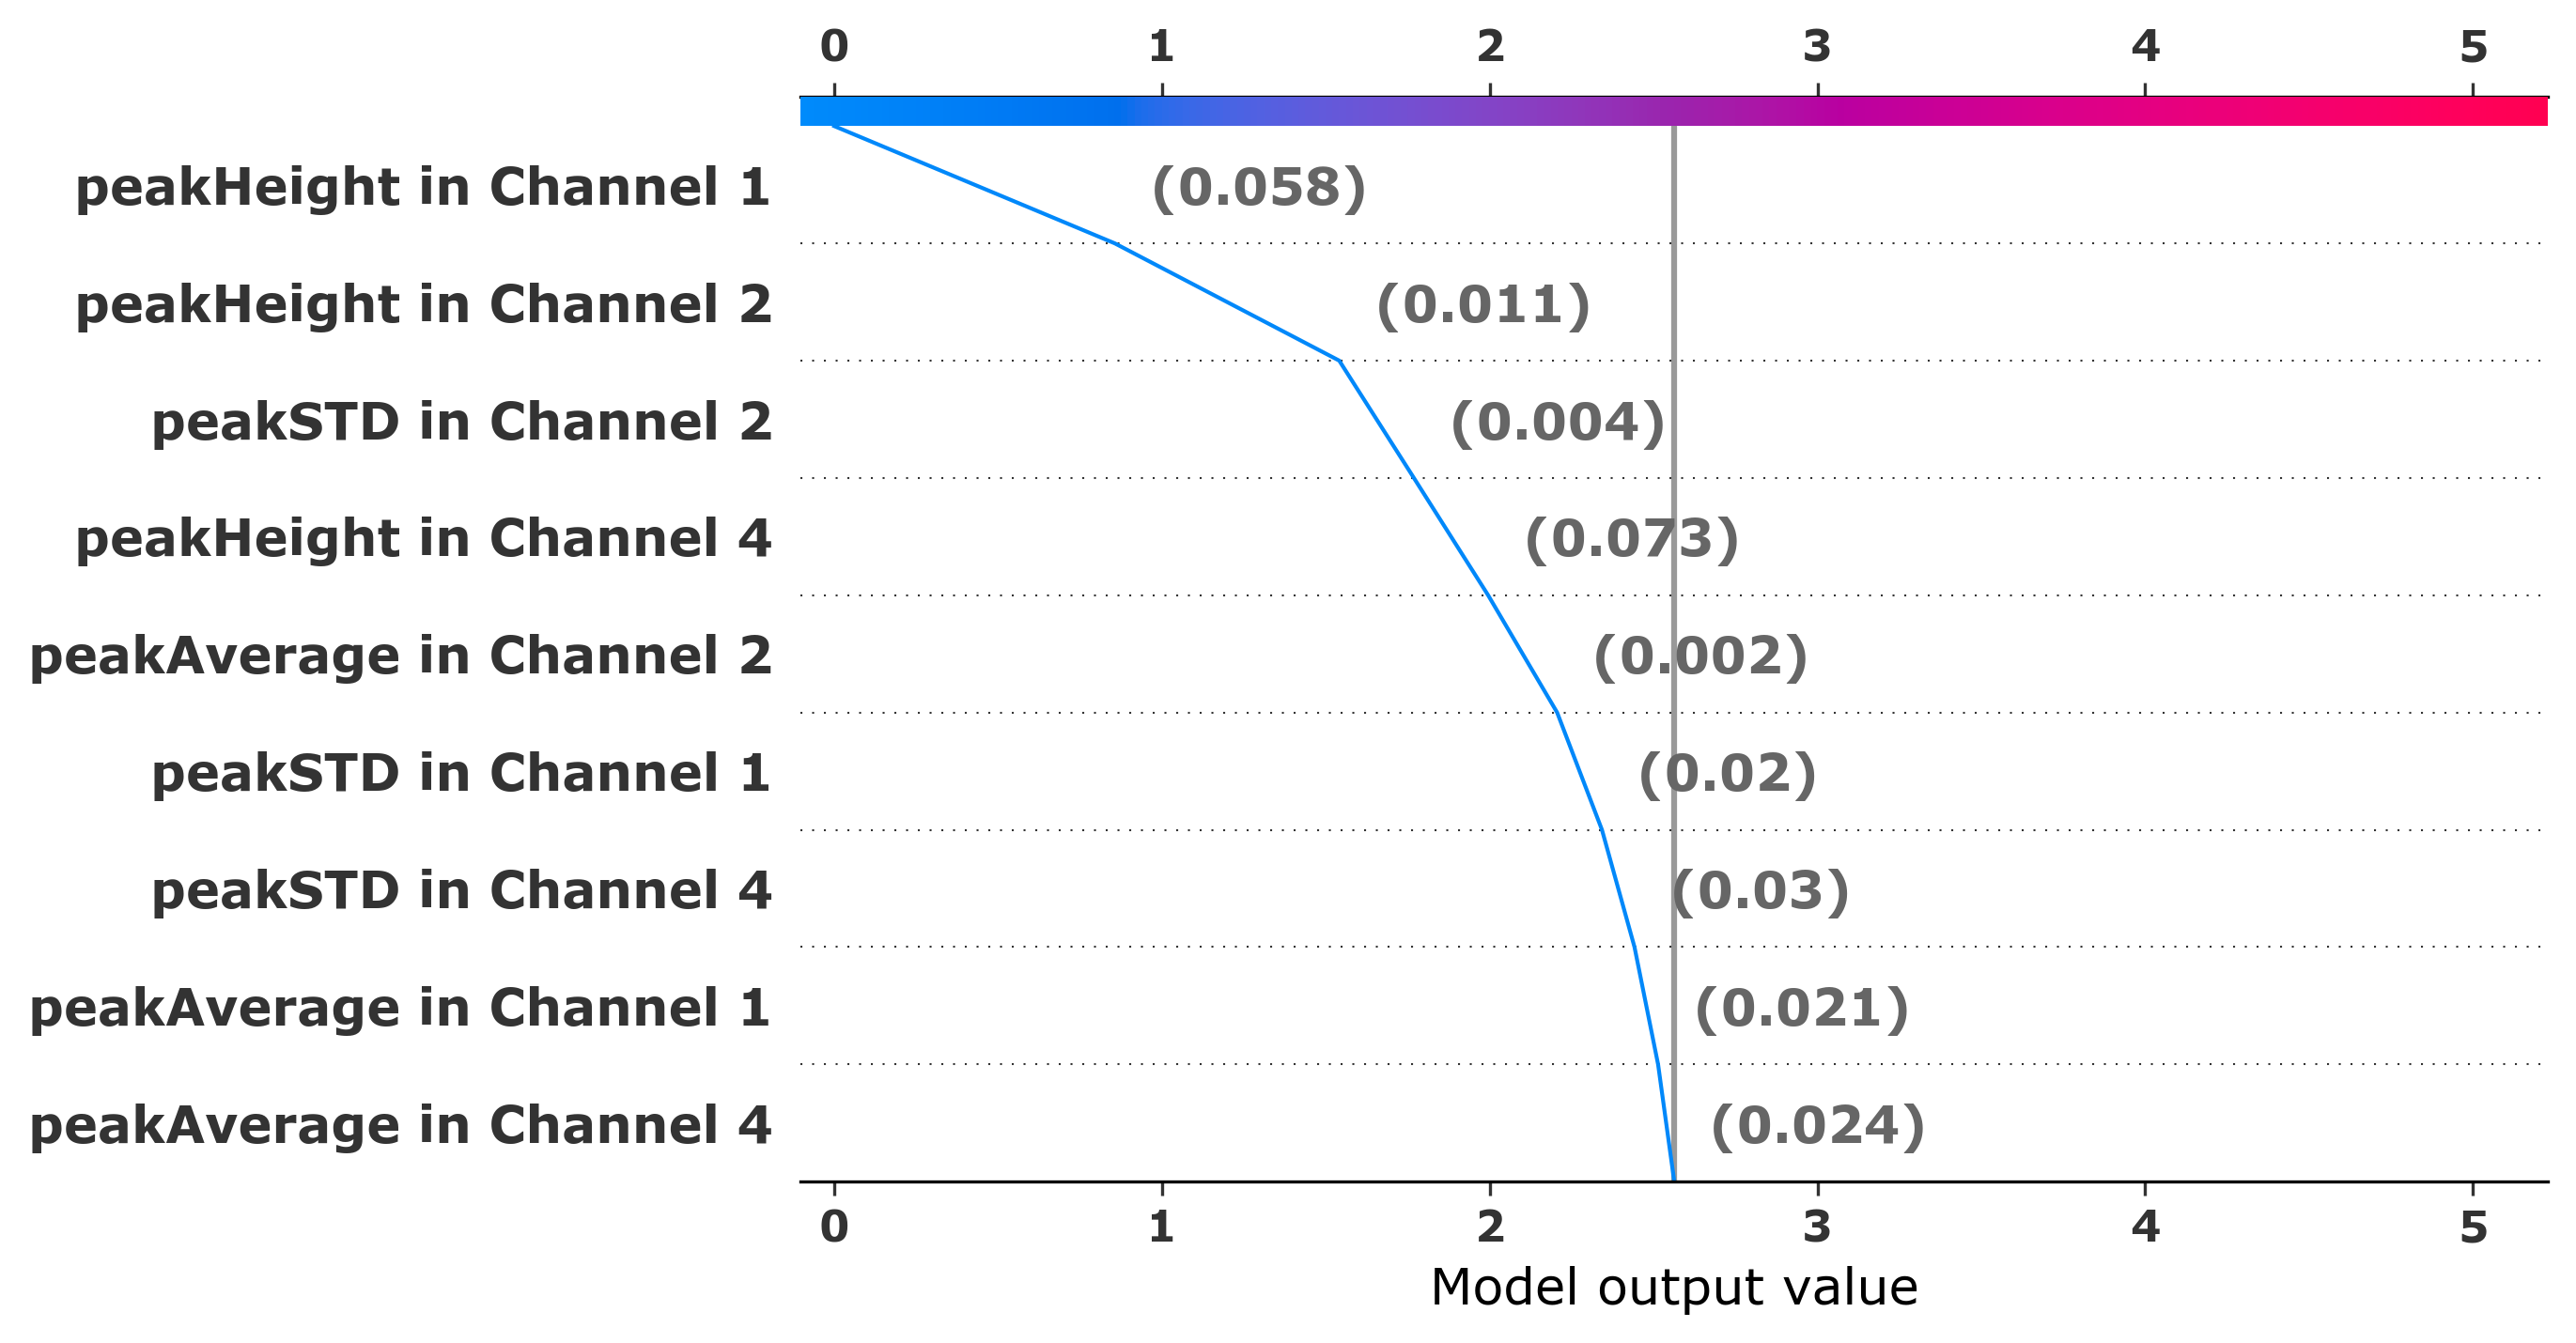 0 1 2 3 4 5
peakHeight in Channel 1 (0.058)
peakHeight in Channel 2 (0.011)
peakSTD in Channel 2 (0.004)
peakHeight in Channel 4 (0.073)
peakAverage in Channel 2 (0.002)
peakSTD in Channel 1 (0.02)
peakSTD in Channel 4 (0.03)
peakAverage in Channel 1 (0.021)
peakAverage in Channel 4 (0.024)
0 1 2 3 4 5
Model output value